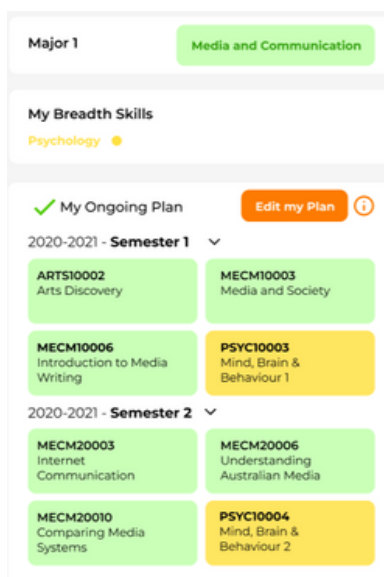 Major 1
Media and Communication
My Breadth Skills
Psychology
My Ongoing Plan
Edit my Plan
2020-2021 - Semester 1
ARTS10002
Arts Discovery
MECM10003
Media and Society
MECM10006
Introduction to Media
Writing
PSYC10003
Mind, Brain &
Behaviour 1
2020-2021 - Semester 2
MECM20003
Internet
Communication
MECM20006
Understanding
Australian Media
MECM20010
Comparing Media
Systems
PSYC10004
Mind, Brain &
Behaviour 2